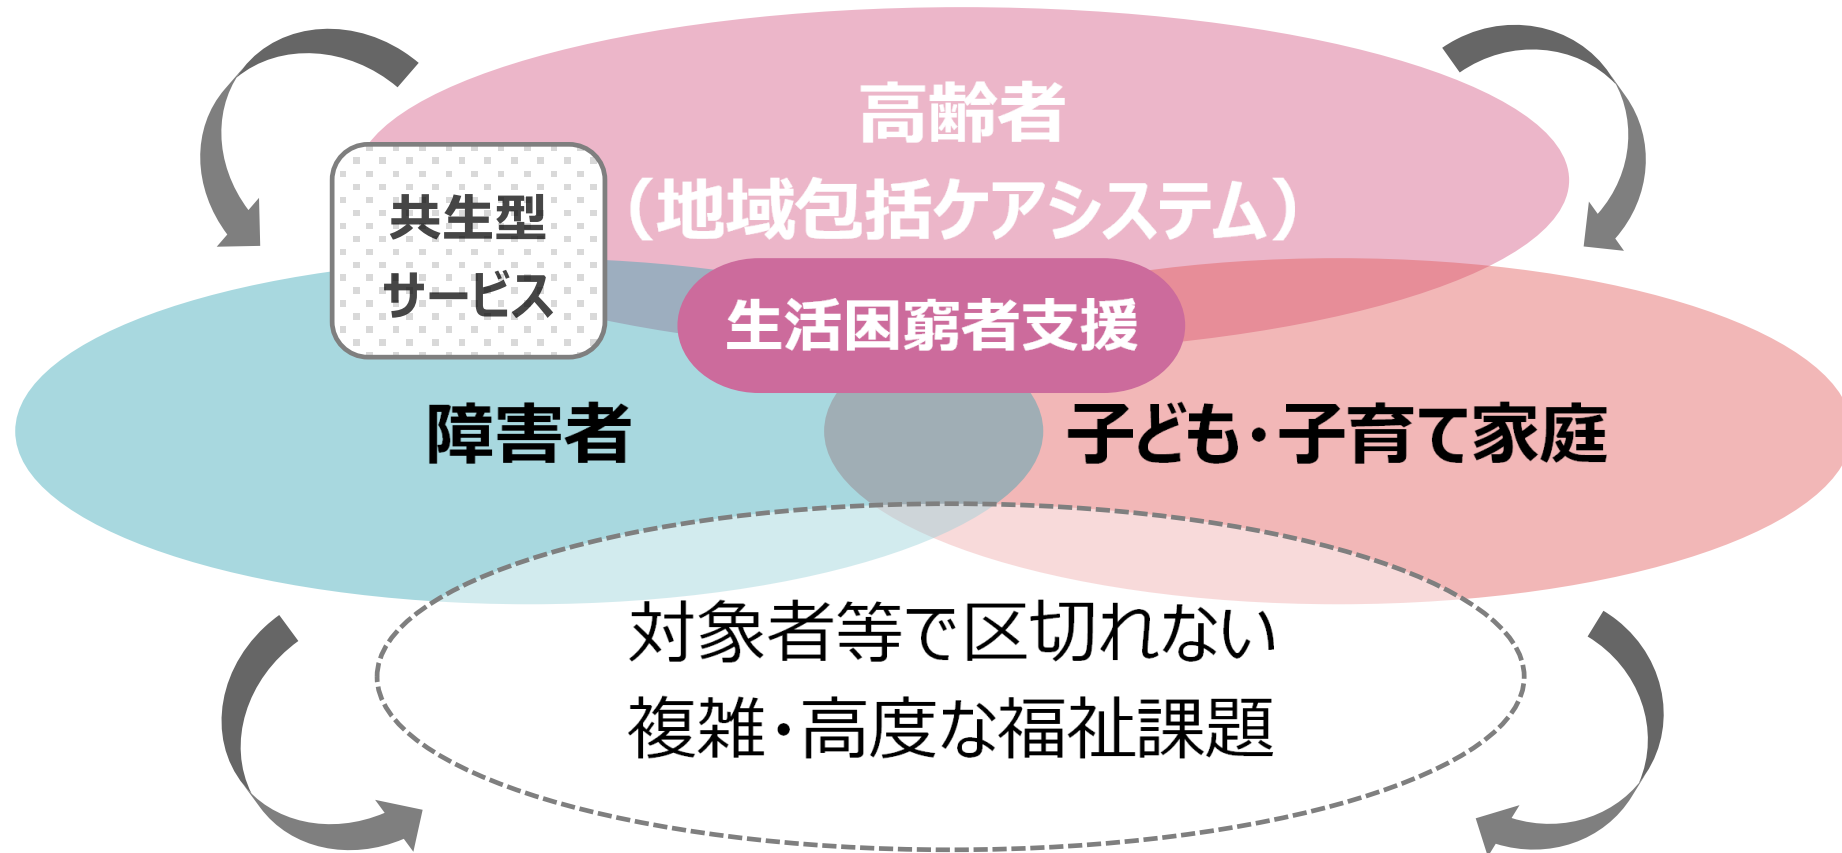 高齢者
（地域包括ケアシステム）
共生型
サービス
生活困窮者支援
障害者
子ども・子育て家庭
対象者等で区切れない
複雑・高度な福祉課題